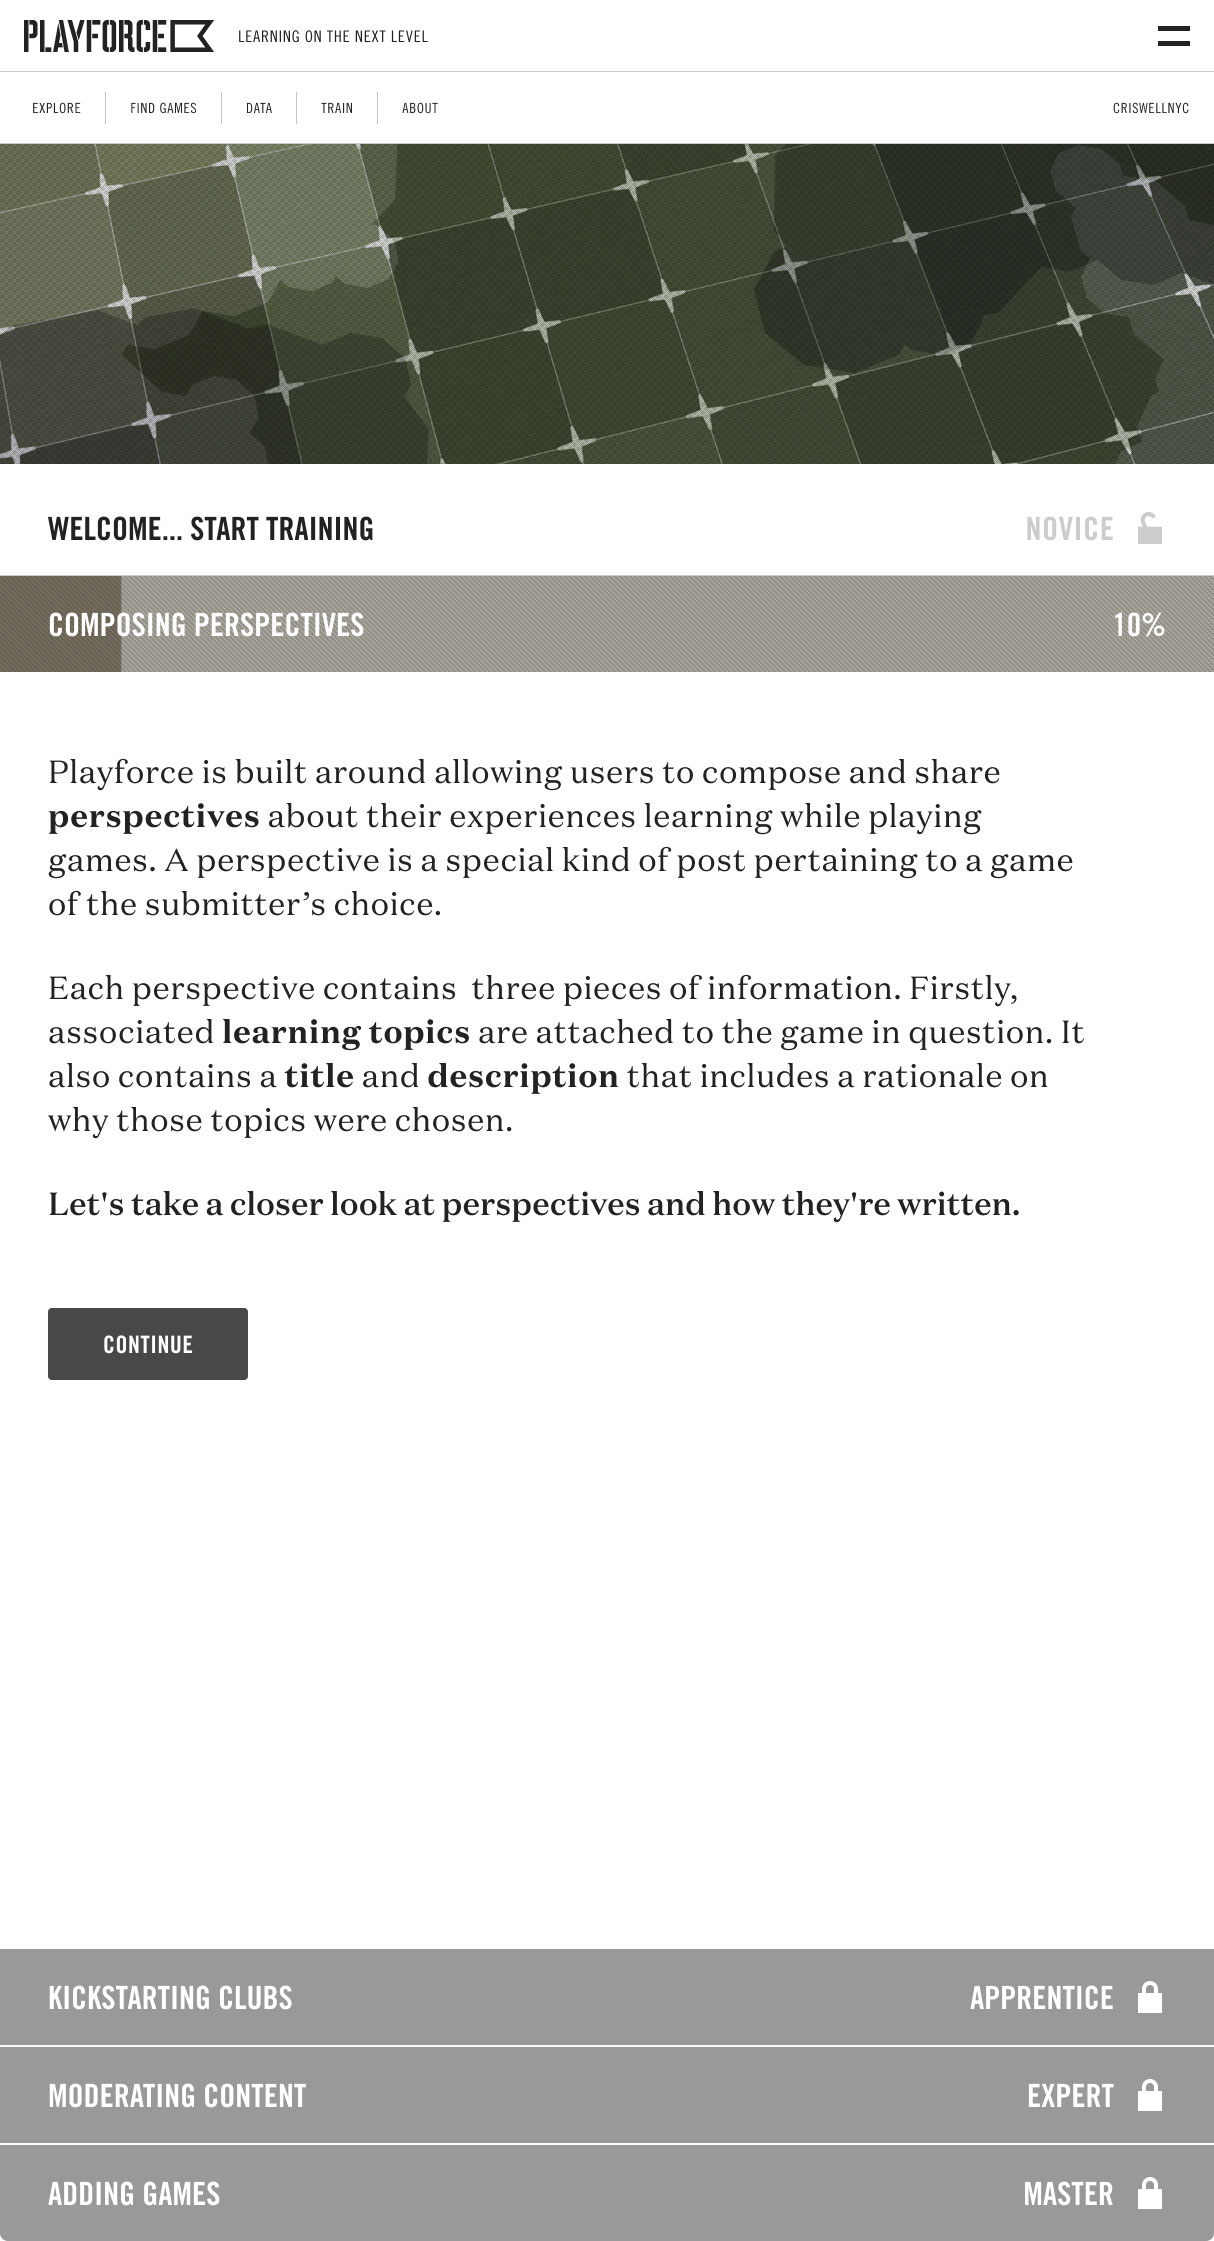 PLAYFORCE LEARNING ON THE NEXT LEVEL
EXPLORE FIND GAMES DATA TRAIN ABOUT CRISWELLNYC
WELCOME... START TRAINING NOVICE
COMPOSING PERSPECTIVES 10%
Playforce is built around allowing users to compose and share
perspectives about their experiences learning while playing
games. A perspective is a special kind of post pertaining to a game
of the submitter’s choice.
Each perspective contains  three pieces of information. Firstly,
associated learning topics are attached to the game in question. It
also contains a title and description that includes a rationale on
why those topics were chosen.
Let's take a closer look at perspectives and how they're written.
CONTINUE
KICKSTARTING CLUBS APPRENTICE
MODERATING CONTENT EXPERT
ADDING GAMES MASTER